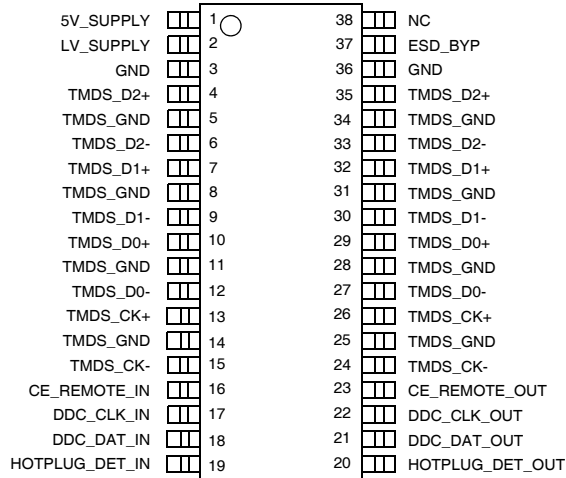 5V_SUPPLY 1 38 NC
LV_SUPPLY 2 37 ESD_BYP
GND 3 36 GND
TMDS_D2+ 4 35 TMDS_D2+
TMDS_GND 5 34 TMDS_GND
TMDS_D2- 6 33 TMDS_D2-
TMDS_D1+ 7 32 TMDS_D1+
TMDS_GND 8 31 TMDS_GND
TMDS_D1- 9 30 TMDS_D1-
TMDS_D0+ 10 29 TMDS_D0+
TMDS_GND 11 28 TMDS_GND
TMDS_D0- 12 27 TMDS_D0-
TMDS_CK+ 13 26 TMDS_CK+
TMDS_GND 14 25 TMDS_GND
TMDS_CK- 15 24 TMDS_CK-
CE_REMOTE_IN 16 23 CE_REMOTE_OUT
DDC_CLK_IN 17 22 DDC_CLK_OUT
DDC_DAT_IN 18 21 DDC_DAT_OUT
HOTPLUG_DET_IN 19 20 HOTPLUG_DET_OUT